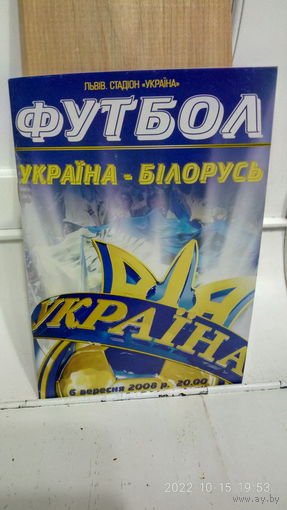 ЛЬВІВ. СТАДІОН «УКРАЇНА»
ФУТБОЛ
УКРАЇНА - БІЛОРУСЬ
УКРАЇНА
6 вересня 2008 р. 20.00
2022 10 15 19:53
www.ay.by